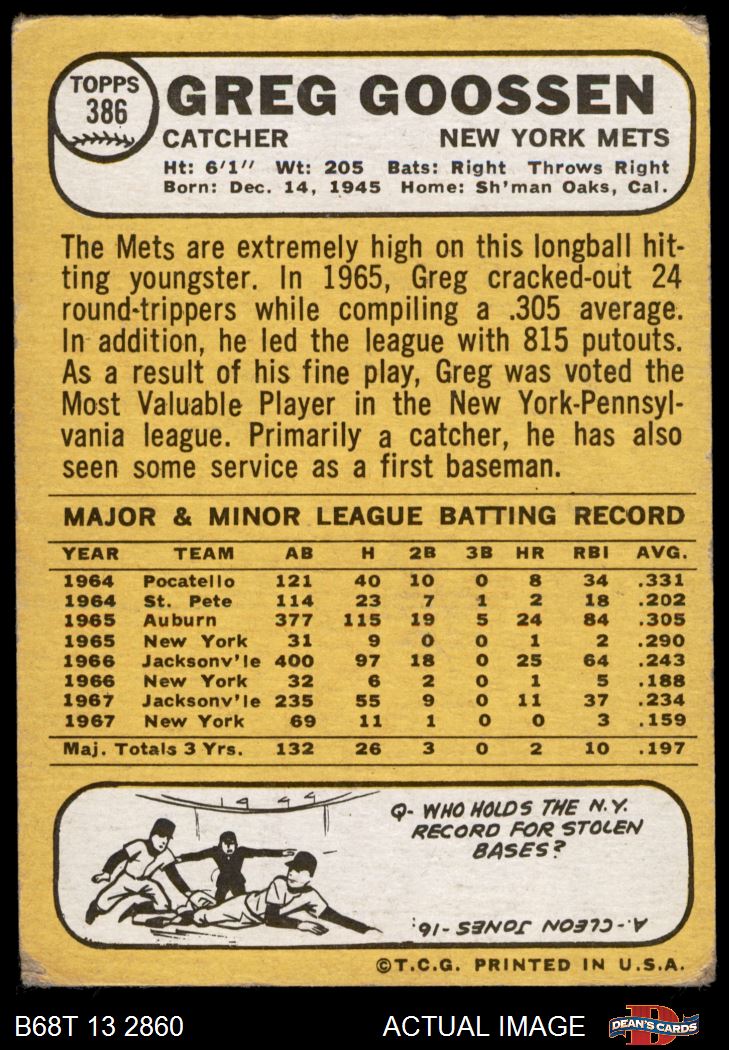 TOPPS
386
GREG GOOSSEN
CATCHER NEW YORK METS
Ht: 6'1" Wt: 205 Bats: Right Throws Right
Born: Dec. 14, 1945 Home: Sh'man Oaks, Cal.
The Mets are extremely high on this longball hit-
ting youngster. In 1965, Greg cracked-out 24
round-trippers while compiling a .305 average.
In addition, he led the league with 815 putouts.
As a result of his fine play, Greg was voted the
Most Valuable Player in the New York-Pennsyl-
vania league. Primarily a catcher, he has also
seen some service as a first baseman.
MAJOR & MINOR LEAGUE BATTING RECORD
YEAR TEAM AB H 2B 3B HR RBI AVG.
1964 Pocatello 121 40 10 0 8 34 .331
1964 St. Pete 114 23 7 1 2 18 .202
1965 Auburn 377 115 19 5 24 84 .305
1965 New York 31 9 0 0 1 2 .290
1966 Jacksonv'le 400 97 18 0 25 64 .243
1966 New York 32 6 2 0 1 5 .188
1967 Jacksonv'le 235 55 9 0 11 37 .234
1967 New York 69 11 1 0 0 3 .159
Maj. Totals 3 Yrs. 132 26 3 0 2 10 .197
Q- WHO HOLDS THE N.Y.
RECORD FOR STOLEN
BASES?
A-CLEON JONES-16.
©T.C.G. PRINTED IN U.S.A.
B68T 13 2860 ACTUAL IMAGE DEAN'S CARDS